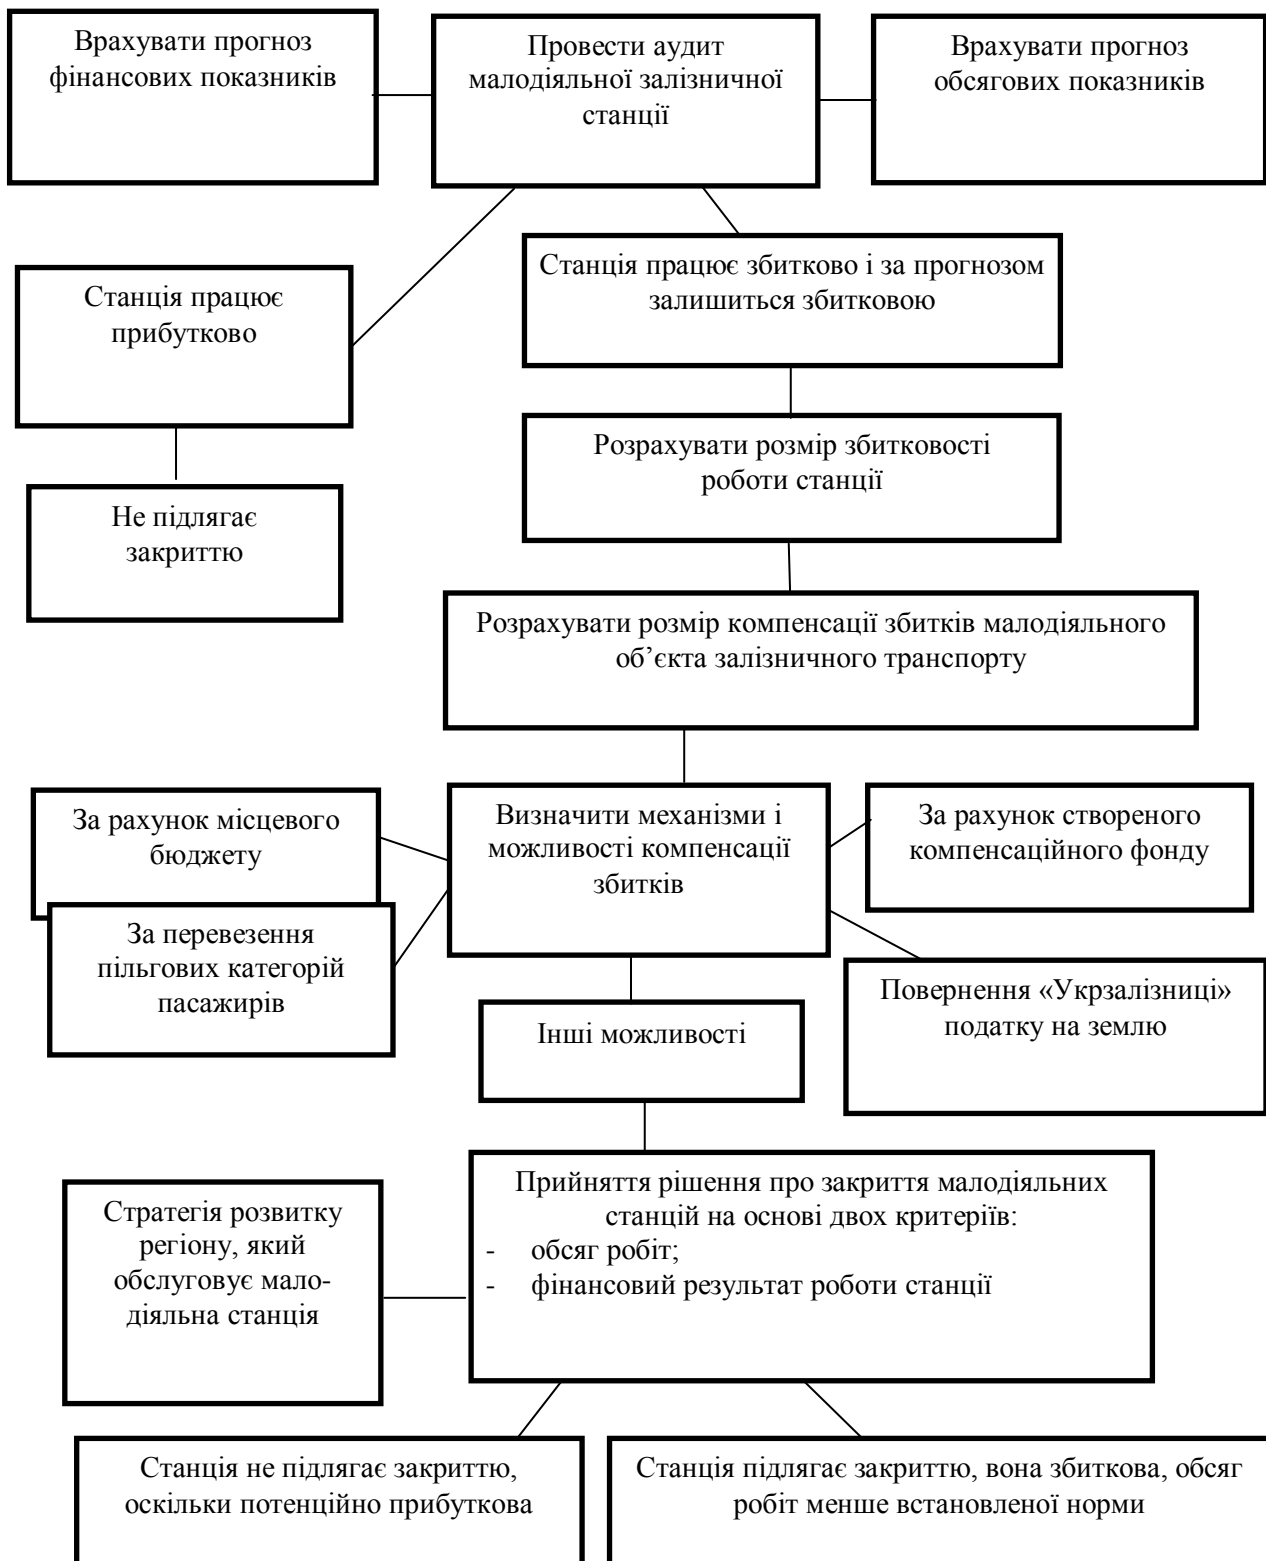 Врахувати прогноз
фінансових показників
Провести аудит
малодіяльної залізничної
станції
Врахувати прогноз
обсягових показників
Станція працює
прибутково
Станція працює збитково і за прогнозом
залишиться збитковою
Розрахувати розмір збитковості
роботи станції
Не підлягає
закриттю
Розрахувати розмір компенсації збитків малодіяльного
об’єкта залізничного транспорту
За рахунок місцевого
бюджету
Визначити механізми і
можливості компенсації
збитків
За рахунок створеного
компенсаційного фонду
За перевезення
пільгових категорій
пасажирів
Інші можливості
Повернення «Укрзалізниці»
податку на землю
Стратегія розвитку
регіону, який
обслуговує мало-
діяльна станція
Прийняття рішення про закриття малодіяльних
станцій на основі двох критеріїв:
- обсяг робіт;
- фінансовий результат роботи станції
Станція не підлягає закриттю,
оскільки потенційно прибуткова
Станція підлягає закриттю, вона збиткова, обсяг
робіт менше встановленої норми